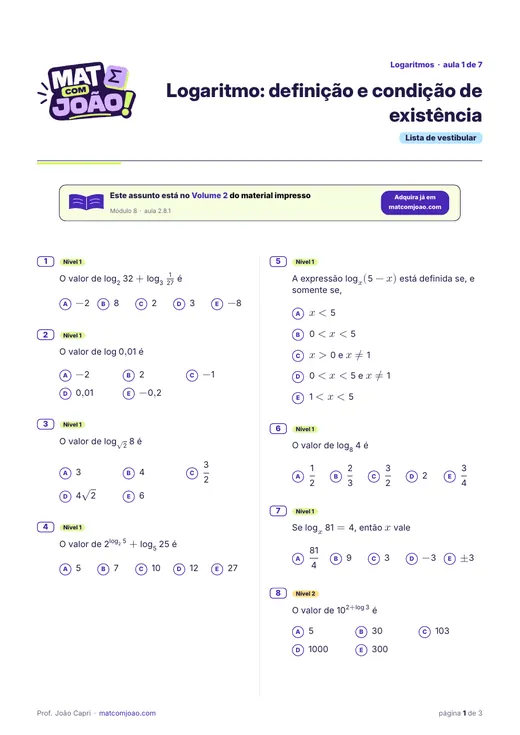 MAT Σ
COM
JOÃO!
Logaritmos · aula 1 de 7
Logaritmo: definição e condição de
existência
Lista de vestibular
Este assunto está no Volume 2 do material impresso
Módulo 8 · aula 2.8.1
Adquira já em
matcomjoao.com
1 Nível 1
O valor de log₂ 32 + log₃ 1/27 é
A −2 B 8 C 2 D 3 E −8
2 Nível 1
O valor de log 0,01 é
A −2 B 2 C −1
D 0,01 E −0,2
3 Nível 1
O valor de log_√2 8 é
A 3 B 4 C 3/2
D 4√2 E 6
4 Nível 1
O valor de 2^(log₂ 5) + log₅ 25 é
A 5 B 7 C 10 D 12 E 27
5 Nível 1
A expressão logₓ(5 − x) está definida se, e
somente se,
A x < 5
B 0 < x < 5
C x > 0 e x ≠ 1
D 0 < x < 5 e x ≠ 1
E 1 < x < 5
6 Nível 1
O valor de log₈ 4 é
A 1/2 B 2/3 C 3/2 D 2 E 3/4
7 Nível 1
Se logₓ 81 = 4, então x vale
A 81/4 B 9 C 3 D −3 E ±3
8 Nível 2
O valor de 10^(2+log 3) é
A 5 B 30 C 103
D 1000 E 300
Prof. João Capri · matcomjoao.com
página 1 de 3